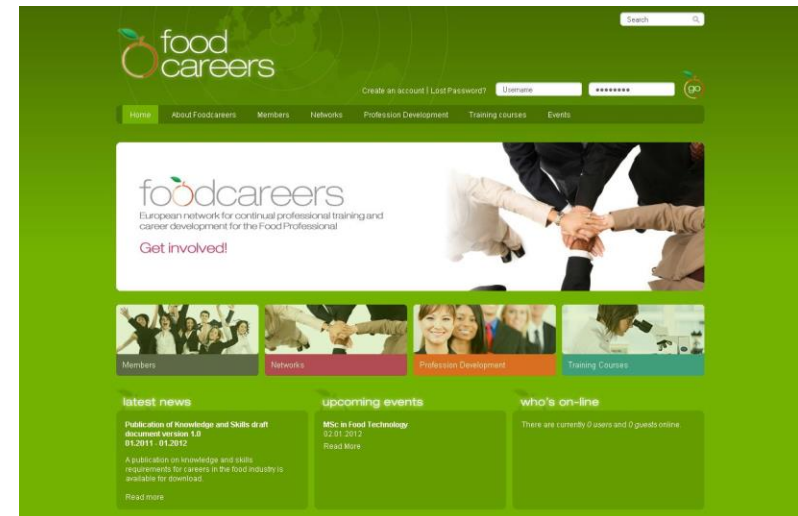 Search
food
careers
Create an account | Lost Password?
Username
••••••••
go
Home
About Foodcareers
Members
Networks
Profession Development
Training courses
Events
foodcareers
European network for continual professional training and
career development for the Food Professional
Get involved!
Members
Networks
Profession Development
Training Courses
latest news
Publication of Knowledge and Skills draft
document version 1.0
01.2011 - 01.2012
A publication on knowledge and skills
requirements for careers in the food industry is
available for download.
Read more
upcoming events
MSc in Food Technology
02.01.2012
Read More
who's on-line
There are currently 0 users and 0 guests online.